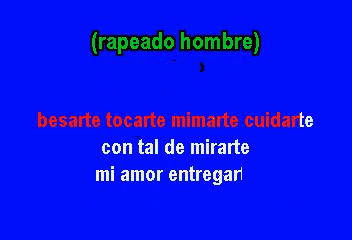 (rapeado hombre)
besarte tocarte mimarte cuidarte
con tal de mirarte
mi amor entregar